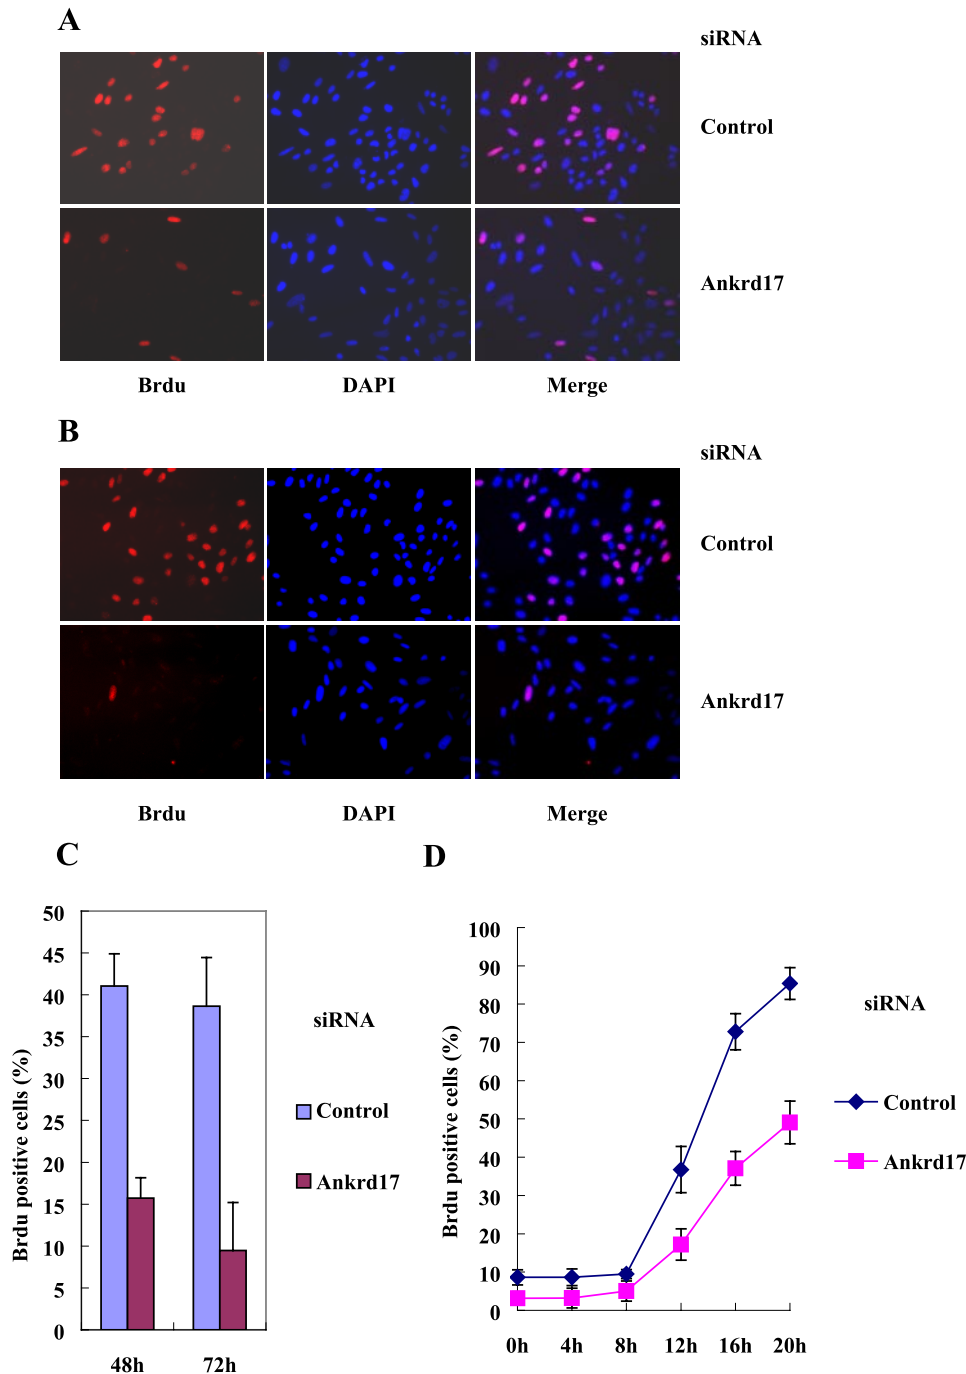 A
siRNA
Control
Ankrd17
Brdu DAPI Merge
B
siRNA
Control
Ankrd17
Brdu DAPI Merge
C
50
45
40
35
30
25
20
15
10
5
0
Brdu positive cells (%)
48h 72h
siRNA
Control
Ankrd17
D
100
90
80
70
60
50
40
30
20
10
0
Brdu positive cells (%)
0h 4h 8h 12h 16h 20h
siRNA
Control
Ankrd17